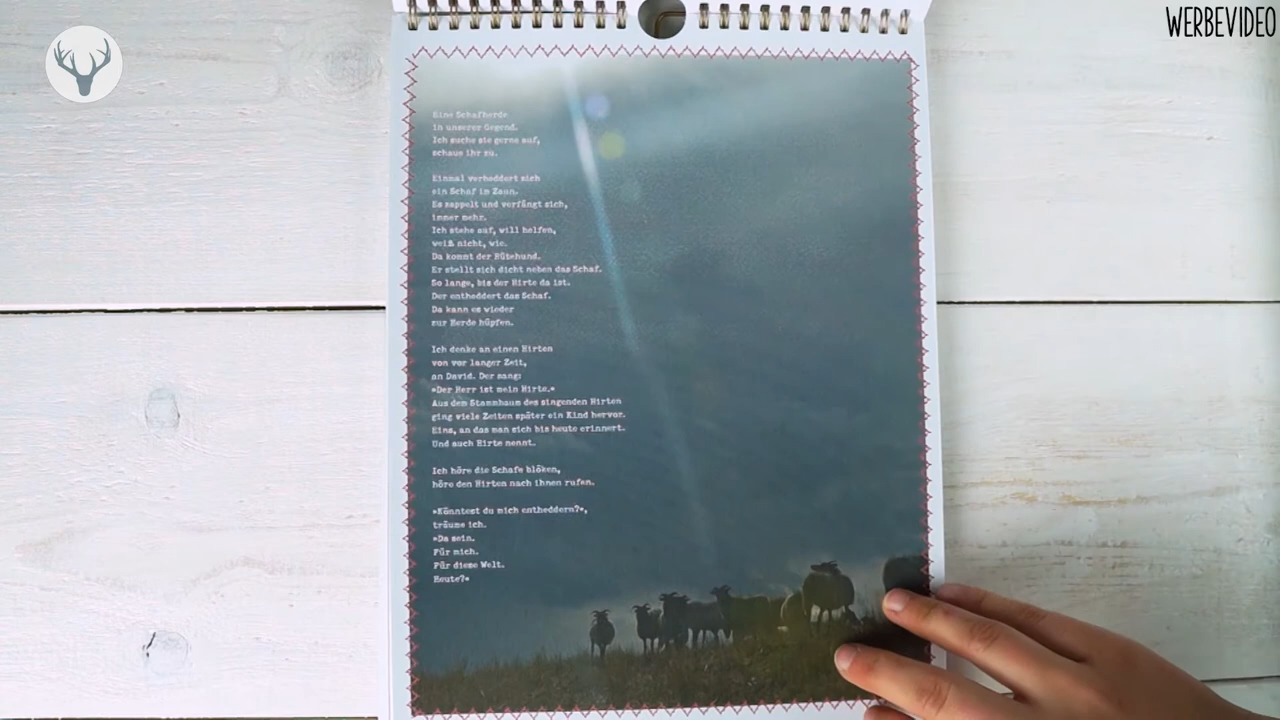 WERBEVIDEO
Eine Schafherde
in unserer Gegend.
Ich suche sie gerne auf,
schaue ihr zu.
Einmal verheddert sich
ein Schaf im Zaun.
Es zappelt und verfängt sich,
immer mehr.
Ich stehe auf, will helfen,
weiß nicht, wie.
Da kommt der Hütehund.
Er stellt sich dicht neben das Schaf.
So lange, bis der Hirte da ist.
Der entheddert das Schaf.
Da kann es wieder
zur Herde hüpfen.
Ich denke an einen Hirten
von vor langer Zeit,
an David. Der sang:
»Der Herr ist mein Hirte.«
Aus dem Stammbaum des singenden Hirten
ging viele Zeiten später ein Kind hervor.
Eins, an das man sich bis heute erinnert.
Und auch Hirte nennt.
Ich höre die Schafe blöken,
höre den Hirten nach ihnen rufen.
»Könntest du mich entheddern?«,
träume ich.
»Da sein.
Für mich.
Für diese Welt.
Heute?«